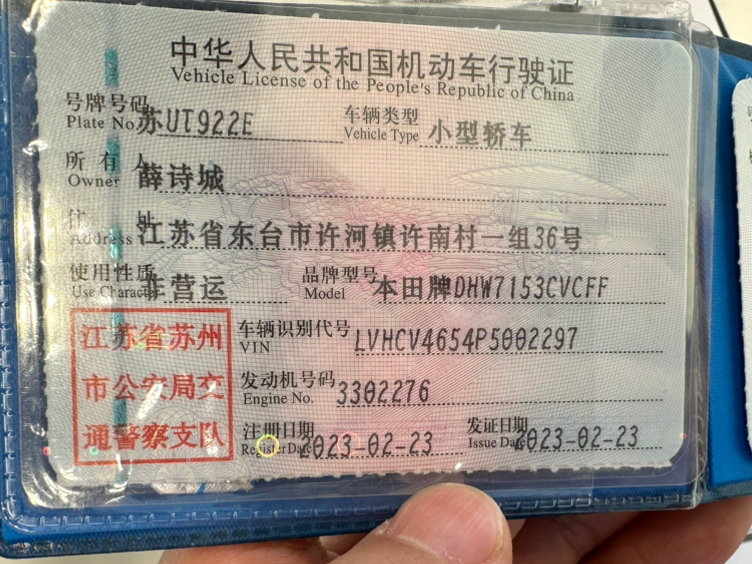 中华人民共和国机动车行驶证
Vehicle License of the People's Republic of China
号牌号码 苏UT922E 车辆类型 小型轿车
Plate No. Vehicle Type
所有人 薛诗城
Owner
住址 江苏省东台市许河镇许南村一组36号
Address
使用性质 非营运 品牌型号 本田牌DHW7153CVCFF
Use Character Model
江苏省苏州
市公安局交
通警察支队
车辆识别代号 LVHCV4654P5002297
VIN
发动机号码 3302276
Engine No.
注册日期 2023-02-23 发证日期 2023-02-23
Register Date Issue Date